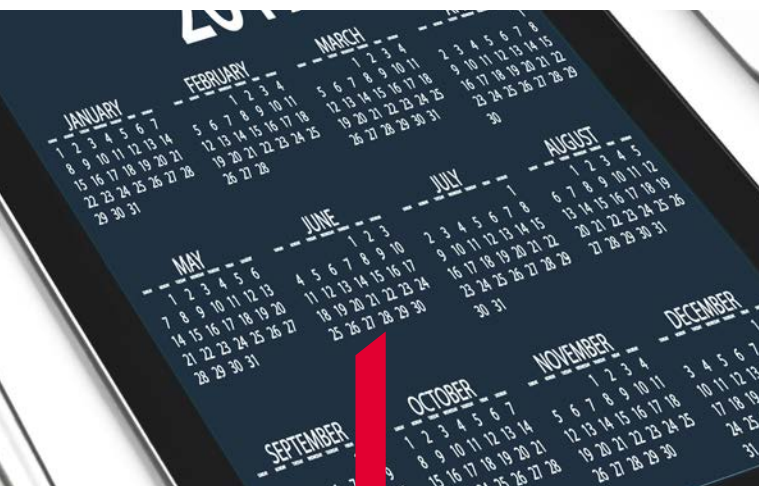 JANUARY
1 2 3 4 5 6 7
8 9 10 11 12 13 14
15 16 17 18 19 20 21
22 23 24 25 26 27 28
29 30 31
FEBRUARY
1 2 3 4
5 6 7 8 9 10 11
12 13 14 15 16 17 18
19 20 21 22 23 24 25
26 27 28
MARCH
1 2 3 4
5 6 7 8 9 10 11
12 13 14 15 16 17 18
19 20 21 22 23 24 25
26 27 28 29 30 31
1
2 3 4 5 6 7 8
9 10 11 12 13 14 15
16 17 18 19 20 21 22
23 24 25 26 27 28 29
30
MAY
1 2 3 4 5 6
7 8 9 10 11 12 13
14 15 16 17 18 19 20
21 22 23 24 25 26 27
28 29 30 31
JUNE
1 2 3
4 5 6 7 8 9 10
11 12 13 14 15 16 17
18 19 20 21 22 23 24
25 26 27 28 29 30
JULY
1
2 3 4 5 6 7 8
9 10 11 12 13 14 15
16 17 18 19 20 21 22
23 24 25 26 27 28 29
30 31
AUGUST
1 2 3 4 5
6 7 8 9 10 11 12
13 14 15 16 17 18 19
20 21 22 23 24 25 26
27 28 29 30 31
SEPTEMBER
9
OCTOBER
1 2 3 4 5 6 7
8 9 10 11 12 13 14
15 16 17 18 19 20 21
25 26 27 28
NOVEMBER
1 2 3 4
5 6 7 8 9 10 11
12 13 14 15 16 17 18
19 20 21 22 23 24 25
26 27 28 29 30
DECEMBER
1
3 4 5 6 7
10 11 12 13
17 18 19
24 25
31